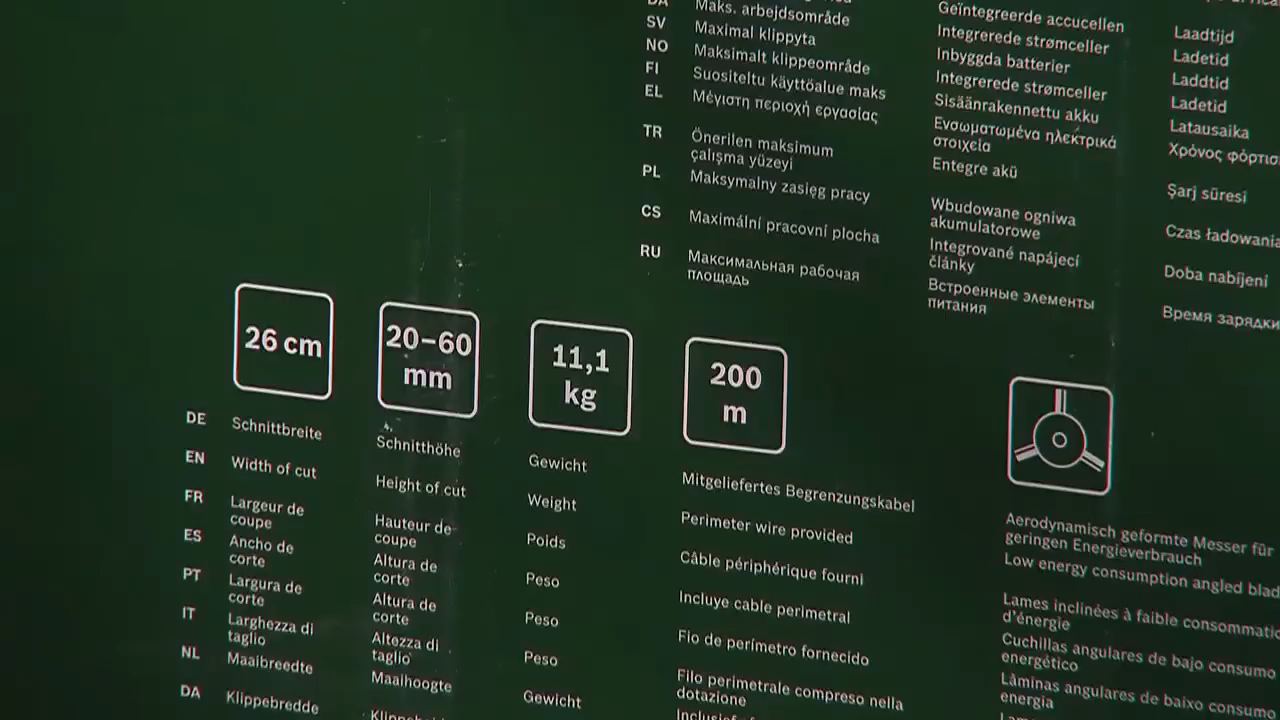 SV Maks. arbejdsområde Geïntegreerde accucellen Laadtijd
NO Maximal klippyta Integrerede strømceller Ladetid
FI Maksimalt klippeområde Inbyggda batterier Laddtid
EL Suositeltu käyttöalue maks Integrerede strømceller Ladetid
Μέγιστη περιοχή εργασίας Sisäänrakennettu akku Latausaika
TR Önerilen maksimum Ενσωματωμένα ηλεκτρικά Χρόνος
çalışma yüzeyi στοιχεία
PL Maksymalny zasięg pracy Entegre akü Şarj süresi
CS Maximální pracovní plocha Wbudowane ogniwa Czas ładowania
akumulatorowe
RU Максимальная рабочая Integrované napájecí Doba nabíjení
площадь články
Встроенные элементы Время зарядки
питания
26 cm
20–60
mm
11,1
kg
200
m
DE Schnittbreite Schnitthöhe Gewicht Mitgeliefertes Begrenzungskabel Aerodynamisch geformte Messer für
geringen Energieverbrauch
EN Width of cut Height of cut Weight Perimeter wire provided Low energy consumption angled
FR Largeur de Hauteur de Poids Câble périphérique fourni Lames inclinées à faible
coupe coupe d'énergie
ES Ancho de Altura de Peso Incluye cable perimetral Cuchillas angulares de bajo consumo
corte corte energético
PT Largura de Altura de Peso Fio de perímetro fornecido Lâminas angulares de baixo consumo
corte corte energia
IT Larghezza di Altezza di Peso Filo perimetrale compreso nella
taglio taglio dotazione
NL Maaibreedte Maaihoogte Gewicht
DA Klippebredde